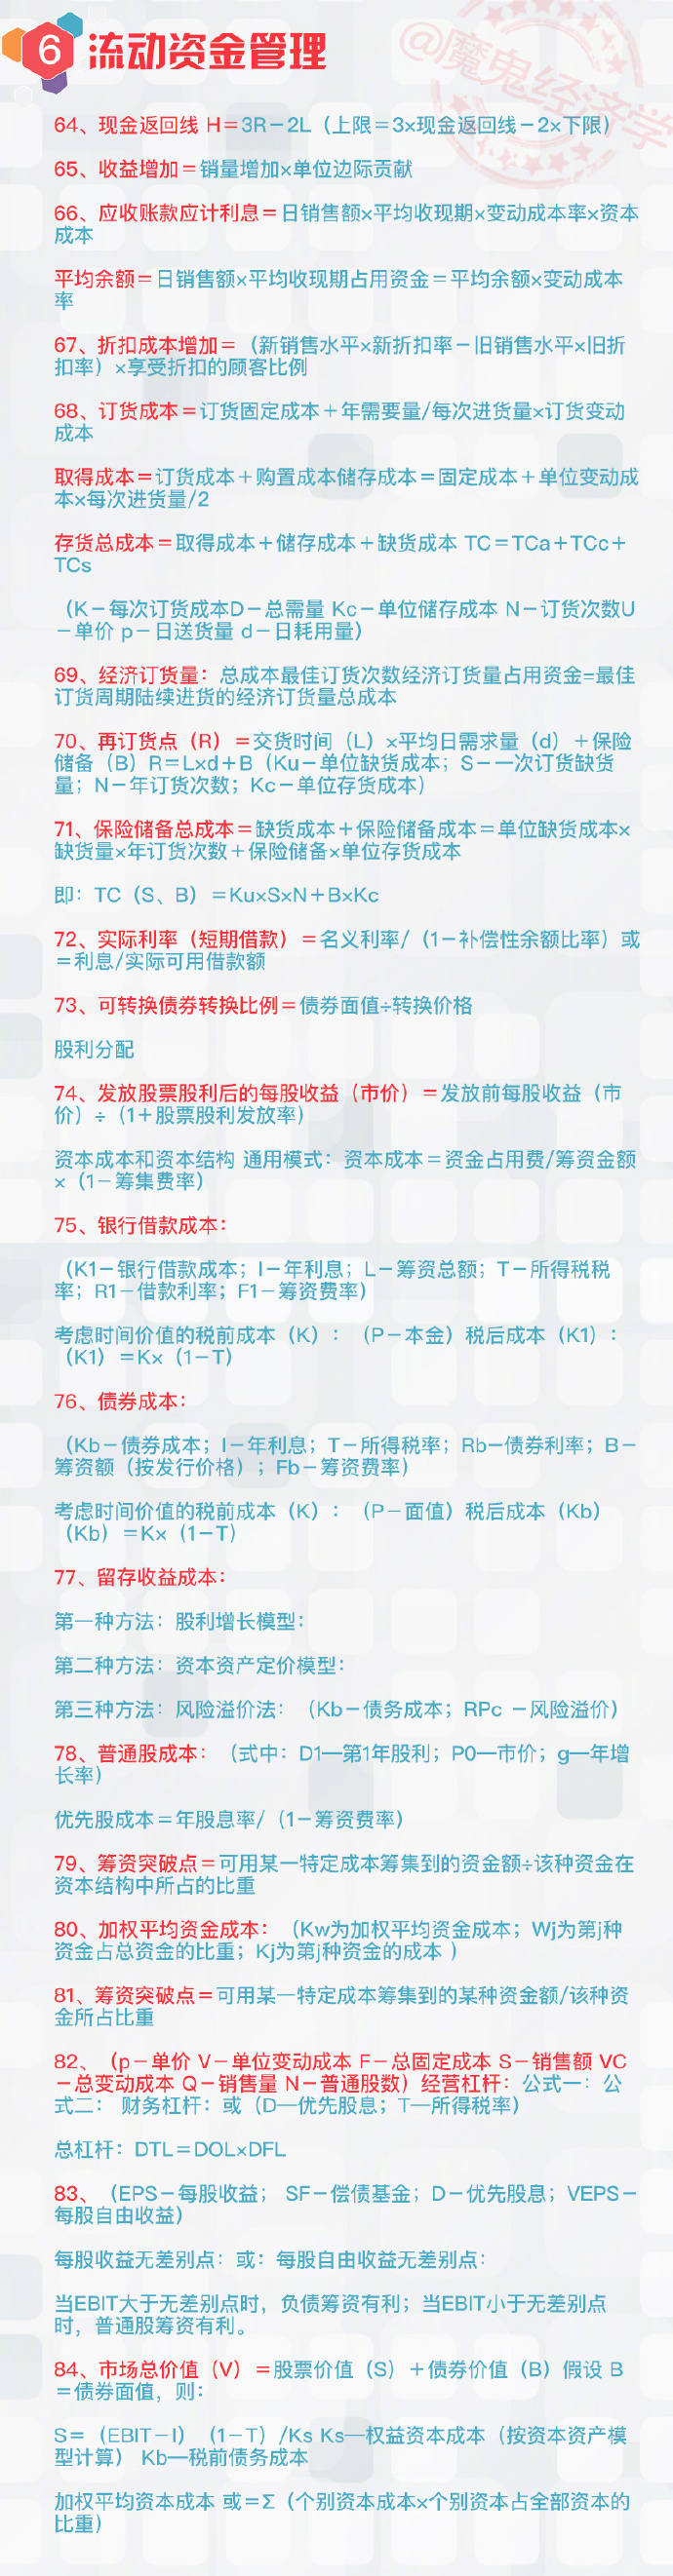 6 流动资金管理
@魔鬼经济学
64、现金返回线 H＝3R－2L（上限＝3×现金返回线－2×下限）
65、收益增加＝销量增加×单位边际贡献
66、应收账款应计利息＝日销售额×平均收现期×变动成本率×资本
成本
平均余额＝日销售额×平均收现期占用资金＝平均余额×变动成本
率
67、折扣成本增加＝（新销售水平×新折扣率－旧销售水平×旧折
扣率）×享受折扣的顾客比例
68、订货成本＝订货固定成本＋年需要量/每次进货量×订货变动
成本
取得成本＝订货成本＋购置成本储存成本＝固定成本＋单位变动成
本×每次进货量/2
存货总成本＝取得成本＋储存成本＋缺货成本 TC＝TCa＋TCc＋
TCs
（K－每次订货成本D－总需量 Kc－单位储存成本 N－订货次数U
－单价 p－日送货量 d－日耗用量）
69、经济订货量：总成本最佳订货次数经济订货量占用资金=最佳
订货周期陆续进货的经济订货量总成本
70、再订货点（R）＝交货时间（L）×平均日需求量（d）＋保险
储备（B）R＝L×d＋B（Ku－单位缺货成本；S－一次订货缺货
量；N－年订货次数；Kc－单位存货成本）
71、保险储备总成本＝缺货成本＋保险储备成本＝单位缺货成本×
缺货量×年订货次数＋保险储备×单位存货成本
即：TC（S、B）＝Ku×S×N＋B×Kc
72、实际利率（短期借款）＝名义利率/（1－补偿性余额比率）或
＝利息/实际可用借款额
73、可转换债券转换比例＝债券面值÷转换价格
股利分配
74、发放股票股利后的每股收益（市价）＝发放前每股收益（市
价）÷（1＋股票股利发放率）
资本成本和资本结构 通用模式：资本成本＝资金占用费/筹资金额
×（1－筹集费率）
75、银行借款成本：
（K1－银行借款成本；I－年利息；L－筹资总额；T－所得税税
率；R1－借款利率；F1－筹资费率）
考虑时间价值的税前成本（K）：（P－本金）税后成本（K1）：
（K1）＝K×（1－T）
76、债券成本：
（Kb－债券成本；I－年利息；T－所得税率；Rb－债券利率；B－
筹资额（按发行价格）；Fb－筹资费率）
考虑时间价值的税前成本（K）：（P－面值）税后成本（Kb）
（Kb）＝K×（1－T）
77、留存收益成本：
第一种方法：股利增长模型：
第二种方法：资本资产定价模型：
第三种方法：风险溢价法：（Kb－债务成本；RPc －风险溢价）
78、普通股成本：（式中：D1—第1年股利；P0—市价；g—年增
长率）
优先股成本＝年股息率/（1－筹资费率）
79、筹资突破点＝可用某一特定成本筹集到的资金额÷该种资金在
资本结构中所占的比重
80、加权平均资金成本：（Kw为加权平均资金成本；Wj为第j种
资金占总资金的比重；Kj为第j种资金的成本 ）
81、筹资突破点＝可用某一特定成本筹集到的某种资金额/该种资
金所占比重
82、（p－单价 V－单位变动成本 F－总固定成本 S－销售额 VC
－总变动成本 Q－销售量 N－普通股数）经营杠杆：公式一：公
式二： 财务杠杆：或（D—优先股息；T—所得税率）
总杠杆：DTL＝DOL×DFL
83、（EPS－每股收益； SF－偿债基金；D－优先股息；VEPS－
每股自由收益）
每股收益无差别点：或：每股自由收益无差别点：
当EBIT大于无差别点时，负债筹资有利；当EBIT小于无差别点
时，普通股筹资有利。
84、市场总价值（V）＝股票价值（S）＋债券价值（B）假设 B
＝债券面值，则：
S＝（EBIT－I）（1－T）/Ks Ks—权益资本成本（按资本资产模
型计算） Kb—税前债务成本
加权平均资本成本 或＝Σ（个别资本成本×个别资本占全部资本的
比重）